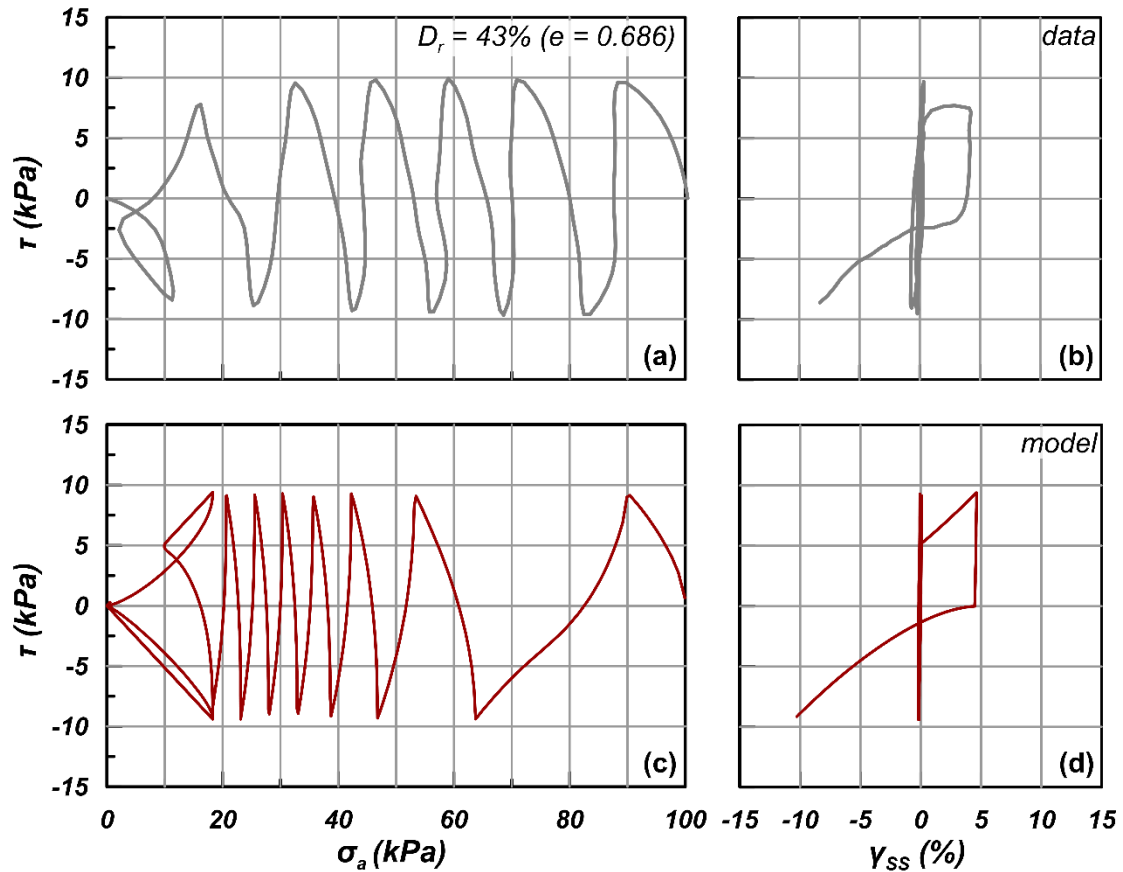 15
10
5
0
-5
-10
-15
τ (kPa)
D_r = 43% (e = 0.686)
(a)
data
(b)
15
10
5
0
-5
-10
-15
τ (kPa)
(c)
0 20 40 60 80 100
σ_a (kPa)
model
(d)
-15 -10 -5 0 5 10 15
γ_SS (%)